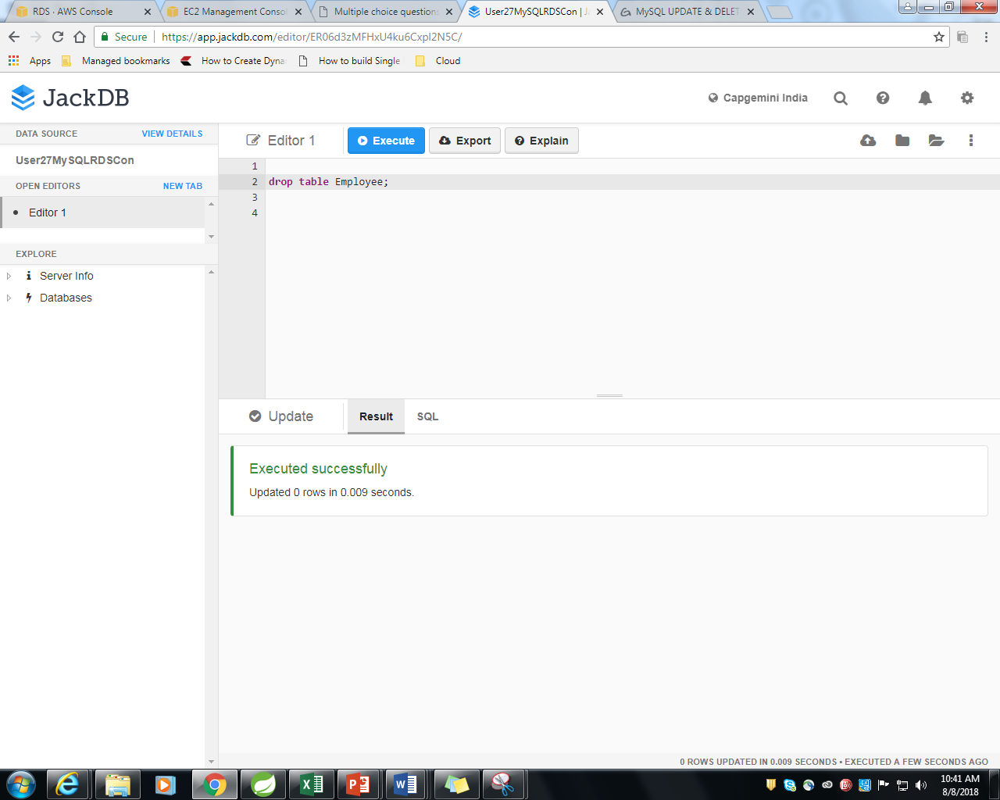 RDS · AWS Console
EC2 Management Conso
Multiple choice questions
User27MySQLRDSCon | J
MySQL UPDATE & DELET
Secure
https://app.jackdb.com/editor/ER06d3zMFHxU4ku6Cxpl2N5C/
Apps
Managed bookmarks
How to Create Dyna
How to build Single
Cloud
JackDB
Capgemini India
DATA SOURCE
VIEW DETAILS
User27MySQLRDSCon
OPEN EDITORS
NEW TAB
Editor 1
EXPLORE
Server Info
Databases
Editor 1
Execute
Export
Explain
1
2 drop table Employee;
3
4
Update
Result
SQL
Executed successfully
Updated 0 rows in 0.009 seconds.
0 ROWS UPDATED IN 0.009 SECONDS • EXECUTED A FEW SECONDS AGO
10:41 AM
8/8/2018